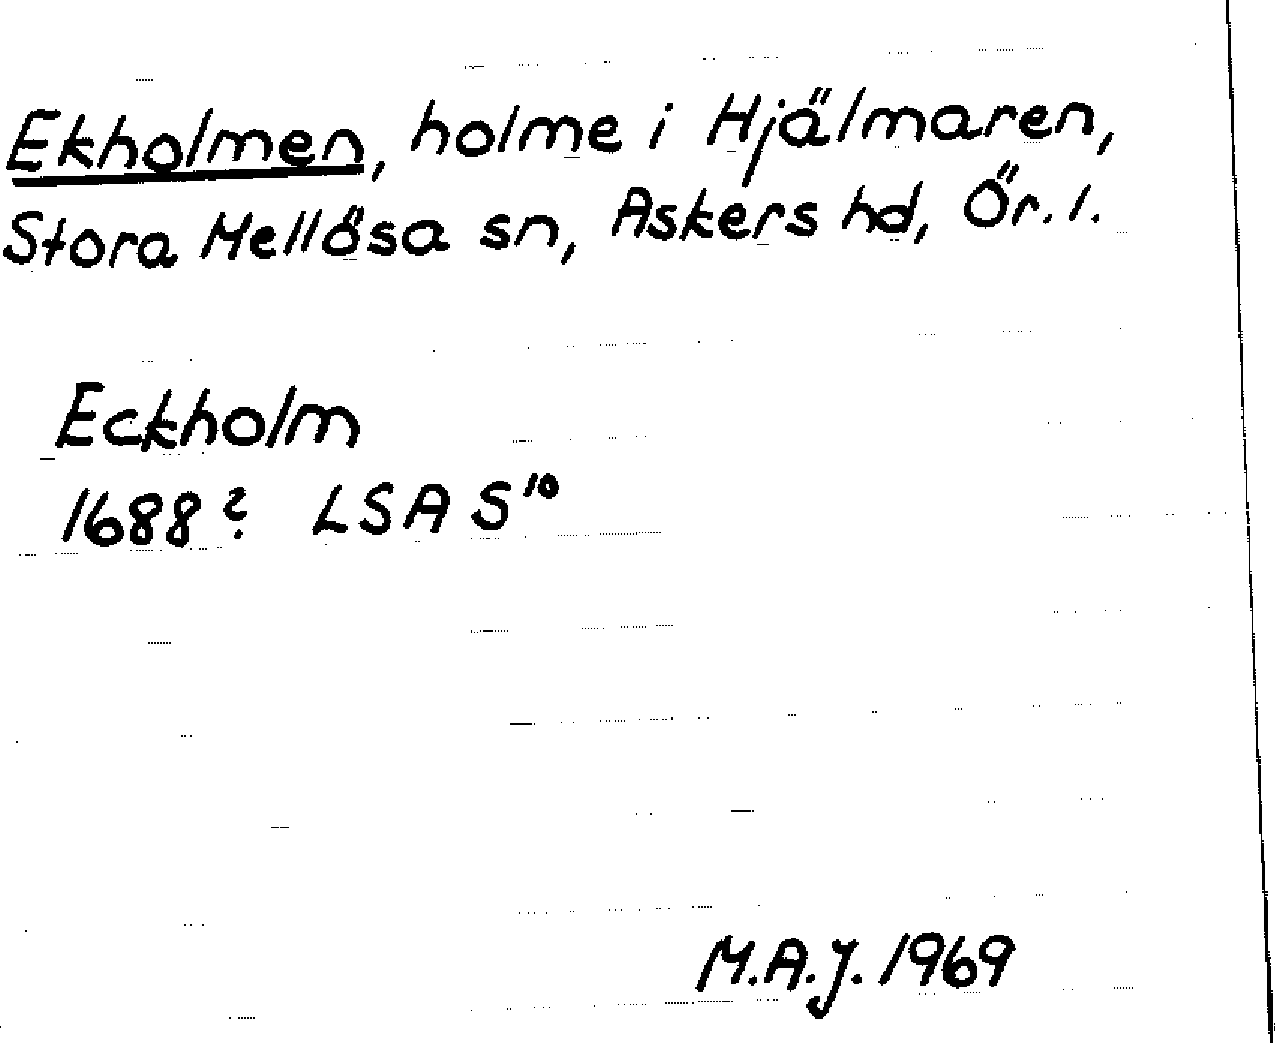 Ekholmen, holme i Hjälmaren,
Stora Mellösa sn, Askers hd, Ör. l.
Eckholm
1688? LSA S¹⁰
M.A.J. 1969